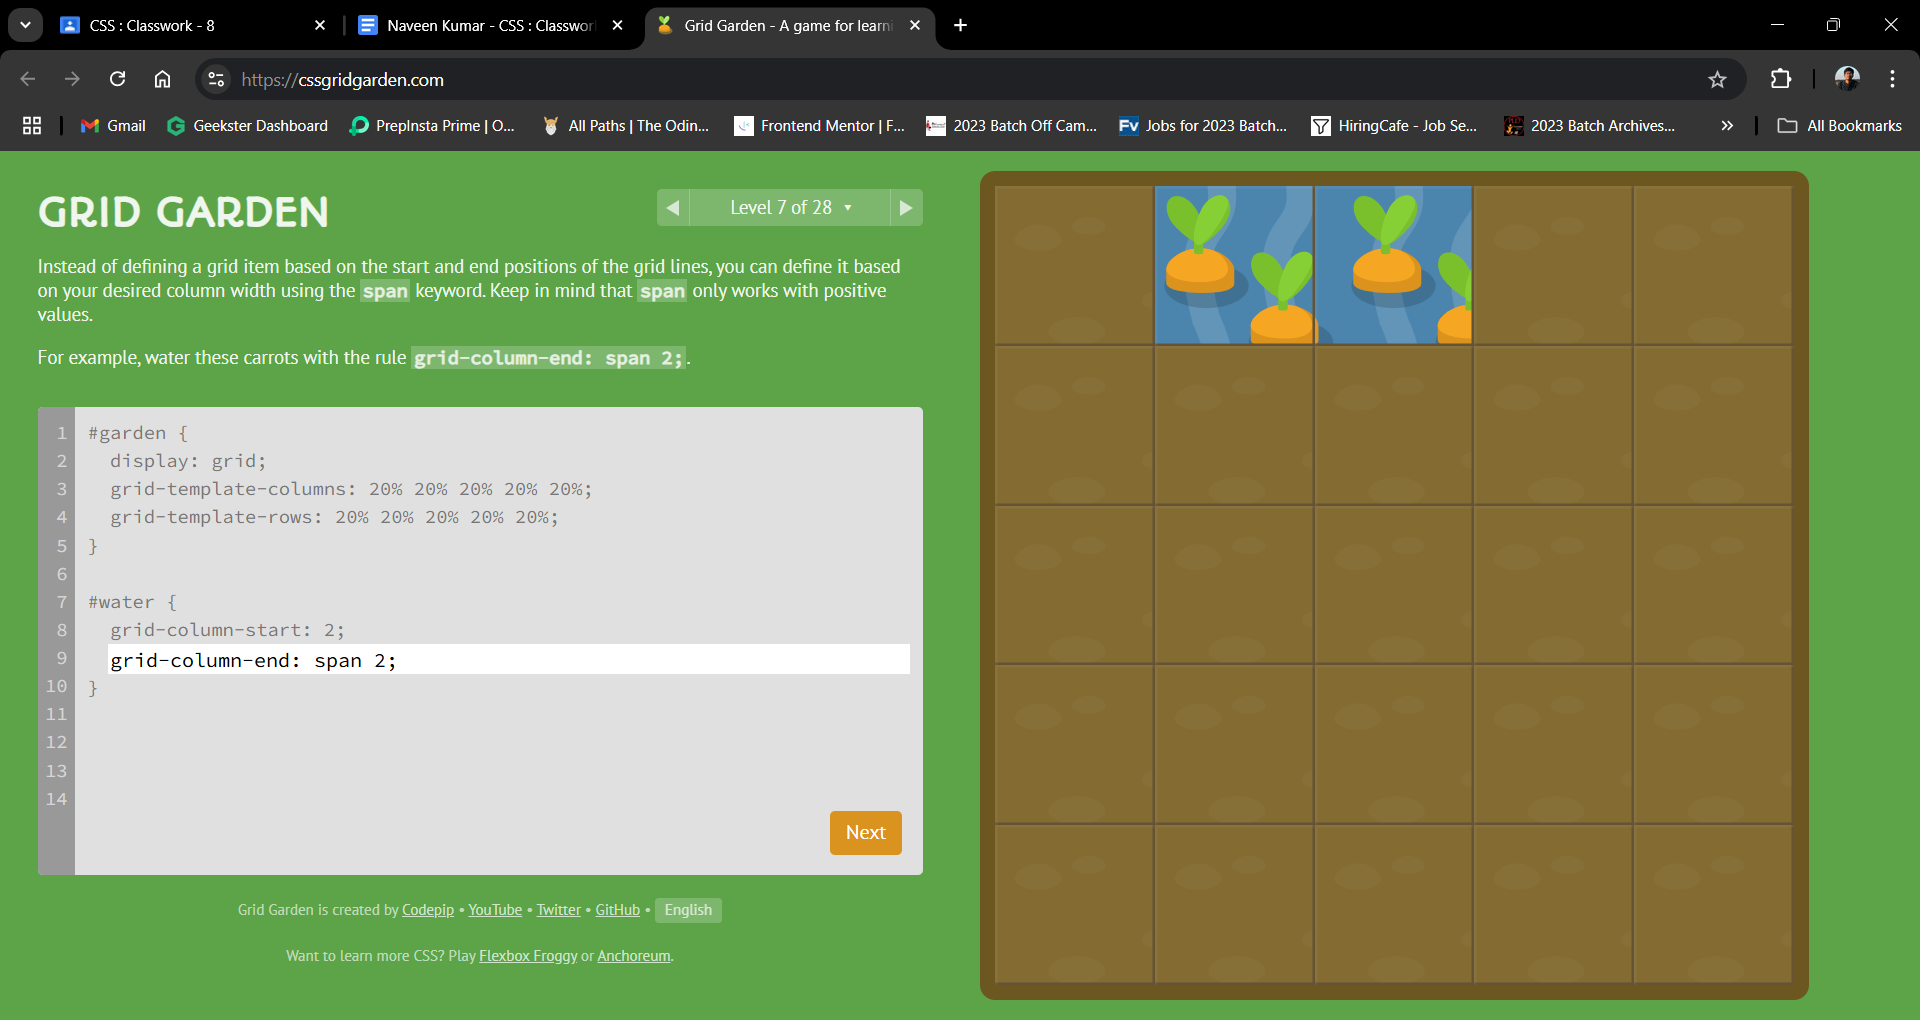 CSS : Classwork - 8
Naveen Kumar - CSS : Classwor
Grid Garden - A game for learni
https://cssgridgarden.com
Gmail
Geekster Dashboard
PrepInsta Prime | O...
All Paths | The Odin...
Frontend Mentor | F...
2023 Batch Off Cam...
Fv Jobs for 2023 Batch...
HiringCafe - Job Se...
2023 Batch Archives...
»
All Bookmarks
GRID GARDEN
Level 7 of 28
Instead of defining a grid item based on the start and end positions of the grid lines, you can define it based
on your desired column width using the span keyword. Keep in mind that span only works with positive
values.
For example, water these carrots with the rule grid-column-end: span 2;.
1 #garden {
2 display: grid;
3 grid-template-columns: 20% 20% 20% 20% 20%;
4 grid-template-rows: 20% 20% 20% 20% 20%;
5 }
6
7 #water {
8 grid-column-start: 2;
9 grid-column-end: span 2;
10 }
11
12
13
14
Next
Grid Garden is created by Codepip • YouTube • Twitter • GitHub • English
Want to learn more CSS? Play Flexbox Froggy or Anchoreum.